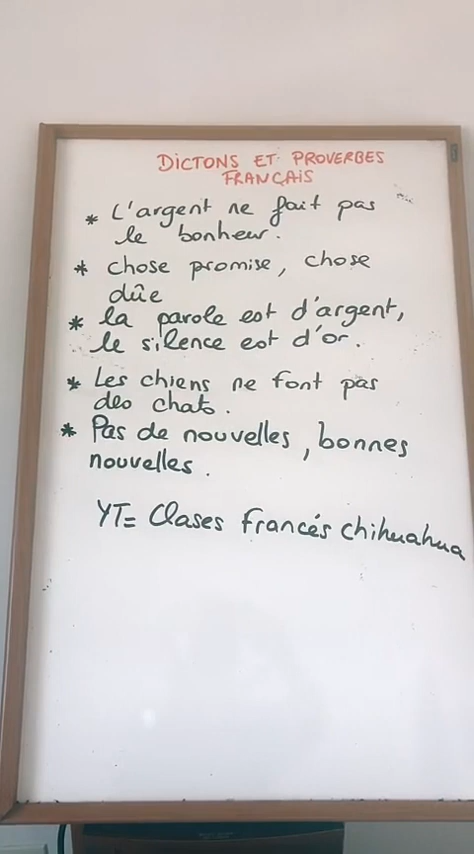 DICTONS ET PROVERBES
FRANÇAIS
* L'argent ne fait pas
le bonheur.
* chose promise, chose
dûe
* la parole est d'argent,
le silence est d'or.
* Les chiens ne font pas
des chats.
* Pas de nouvelles, bonnes
nouvelles.
YT= Clases francés chihuahua